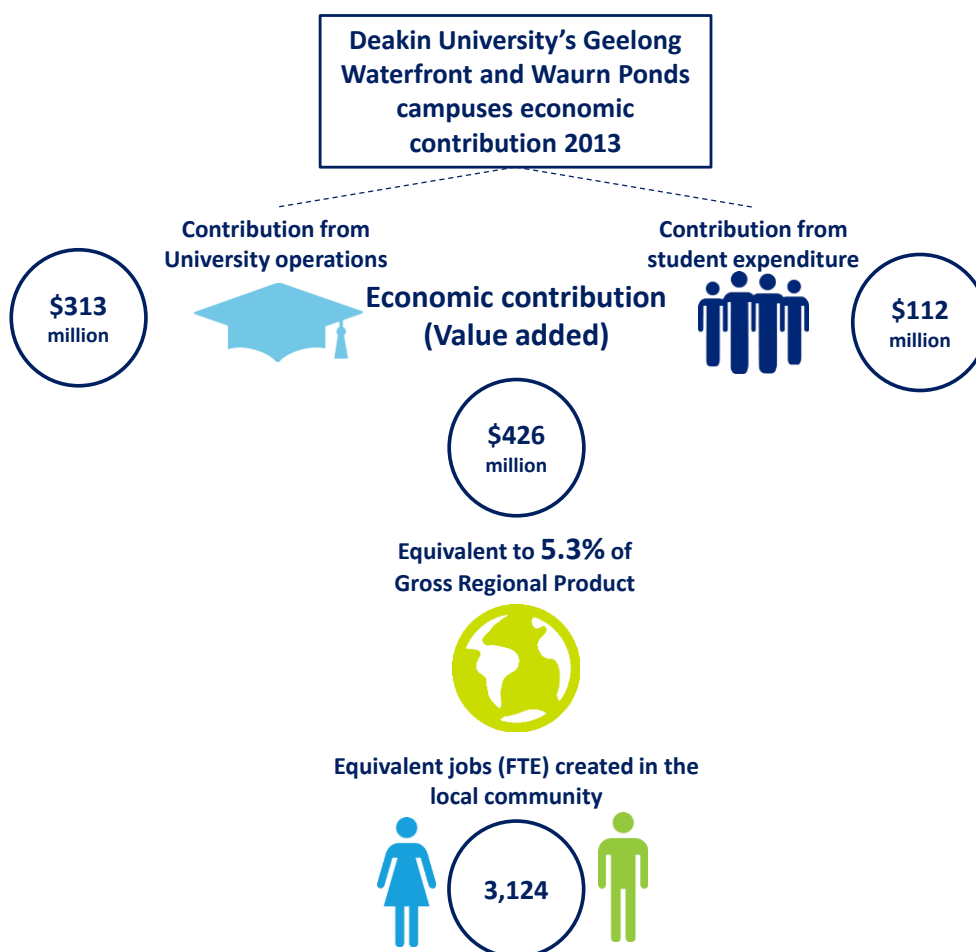 Deakin University's Geelong
Waterfront and Waurn Ponds
campuses economic
contribution 2013
Contribution from
University operations
Contribution from
student expenditure
$313
million
Economic contribution
(Value added)
$112
million
$426
million
Equivalent to 5.3% of
Gross Regional Product
Equivalent jobs (FTE) created in the
local community
3,124